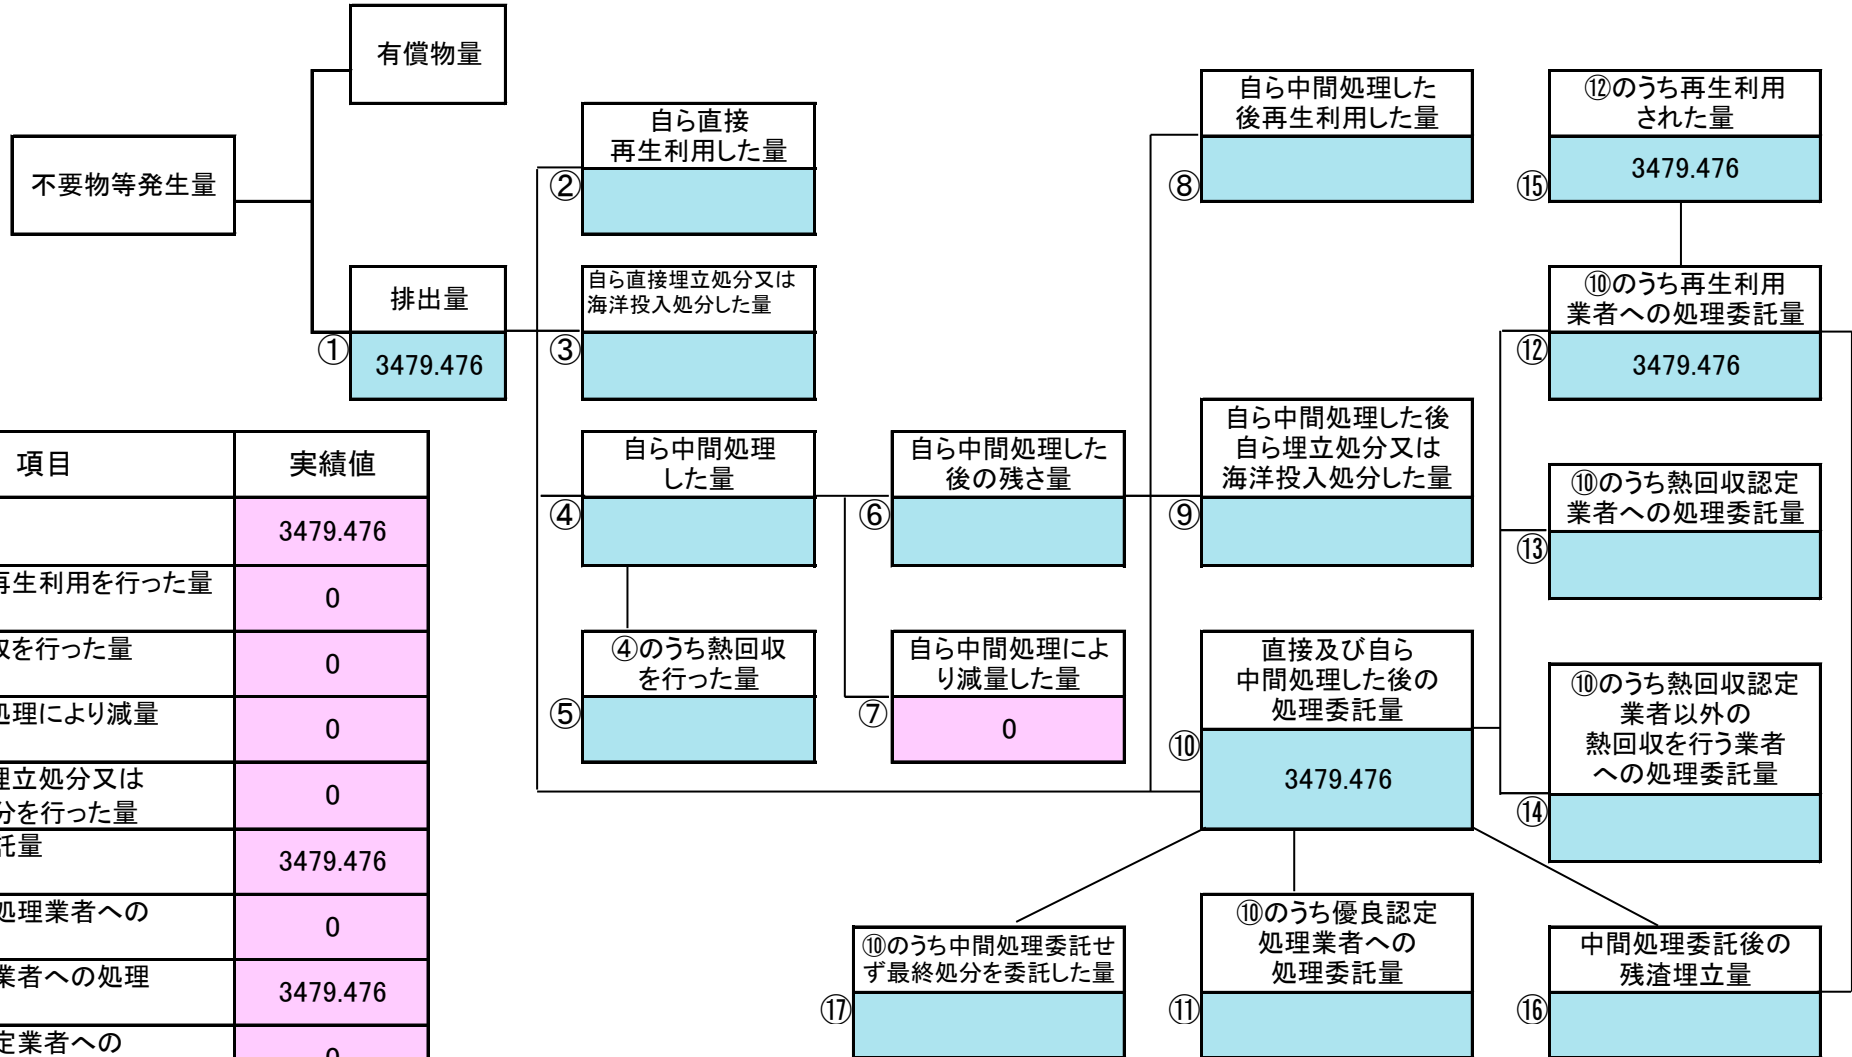 有償物量
不要物等発生量
排出量
①
3479.476
自ら直接
再生利用した量
②
自ら直接埋立処分又は
海洋投入処分した量
③
自ら中間処理
した量
④
④のうち熱回収
を行った量
⑤
自ら中間処理した
後の残さ量
⑥
自ら中間処理によ
り減量した量
⑦
0
自ら中間処理した
後再生利用した量
⑧
自ら中間処理した後
自ら埋立処分又は
海洋投入処分した量
⑨
直接及び自ら
中間処理した後の
処理委託量
⑩
3479.476
⑫のうち再生利用
された量
⑮
3479.476
⑩のうち再生利用
業者への処理委託量
⑫
3479.476
⑩のうち熱回収認定
業者への処理委託量
⑬
⑩のうち熱回収認定
業者以外の
熱回収を行う業者
への処理委託量
⑭
⑩のうち中間処理委託せ
ず最終処分を委託した量
⑰
⑩のうち優良認定
処理業者への
処理委託量
⑪
中間処理委託後の
残渣埋立量
⑯
項目 実績値
3479.476
再生利用を行った量 0
を行った量 0
処理により減量 0
埋立処分又は
分を行った量 0
託量 3479.476
処理業者への 0
業者への処理 3479.476
定業者への 0